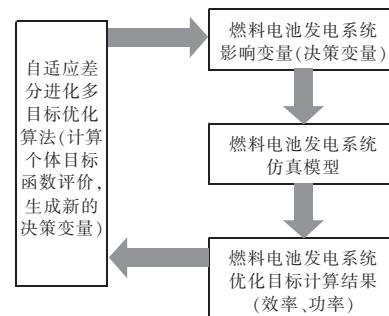 自适应差
分进化多
目标优化
算法(计算
个体目标
函数评价,
生成新的
决策变量)
燃料电池发电系统
影响变量(决策变量)
燃料电池发电系统
仿真模型
燃料电池发电系统
优化目标计算结果
(效率、功率)